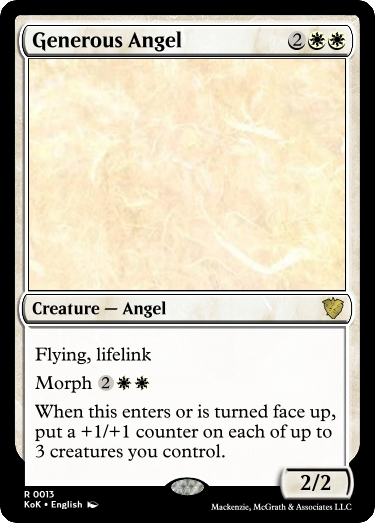 Generous Angel 2
Creature — Angel
Flying, lifelink
Morph 2
When this enters or is turned face up,
put a +1/+1 counter on each of up to
3 creatures you control.
2/2
R 0013
KoK • English
Mackenzie, McGrath & Associates LLC